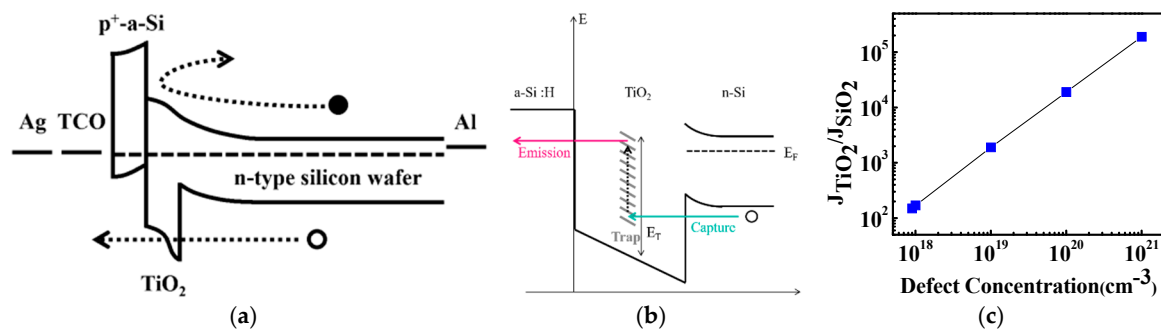 p⁺-a-Si
Ag TCO
Al
n-type silicon wafer
TiO₂
(a)
E
a-Si :H TiO₂ n-Si
Emission
E_F
Capture
Trap E_T
(b)
J_TiO₂/J_SiO₂
10⁵
10⁴
10³
10²
10¹⁸ 10¹⁹ 10²⁰ 10²¹
Defect Concentration(cm⁻³)
(c)